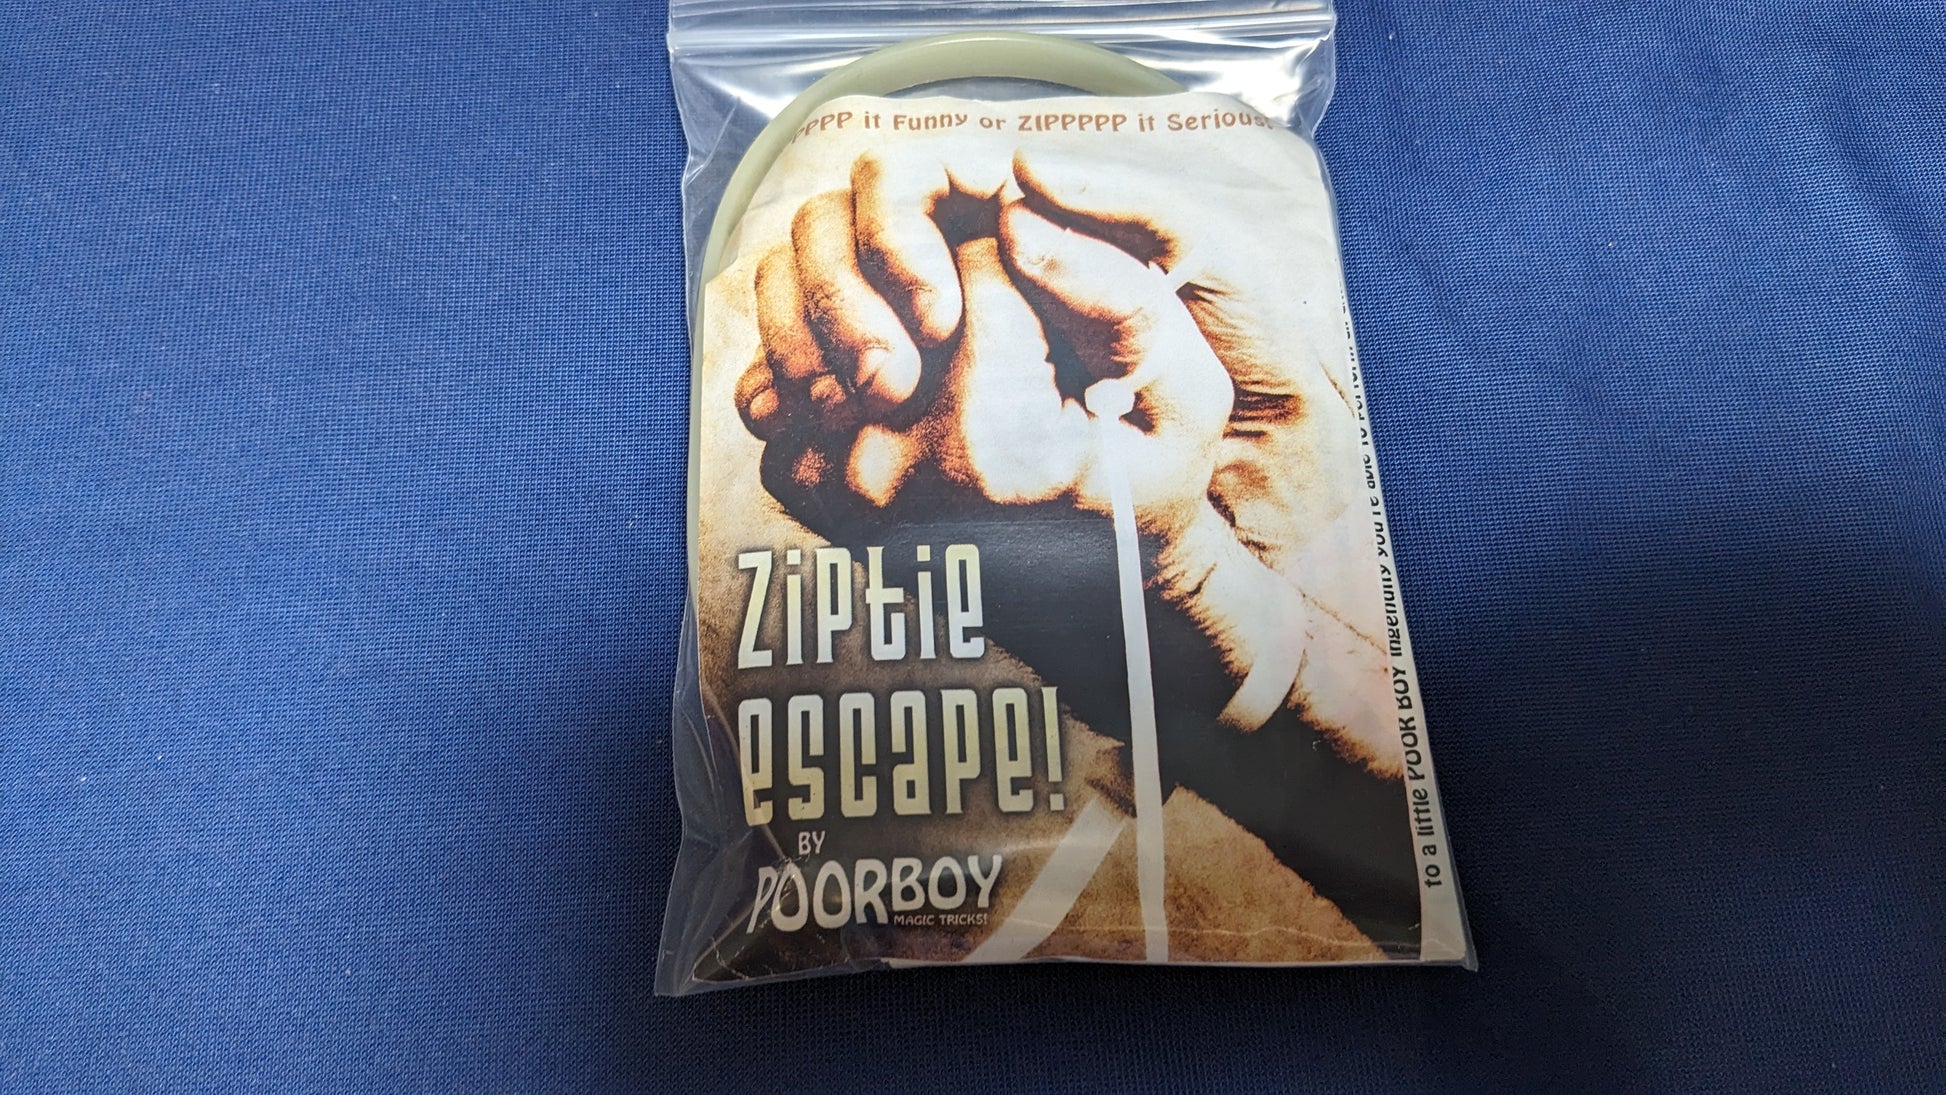 it Funny or ZIPPPPP it Serious!
Ziptie
escape!
BY
POORBOY
MAGIC TRICKS!
to a little POOR BOY ingenuity you're able to perform